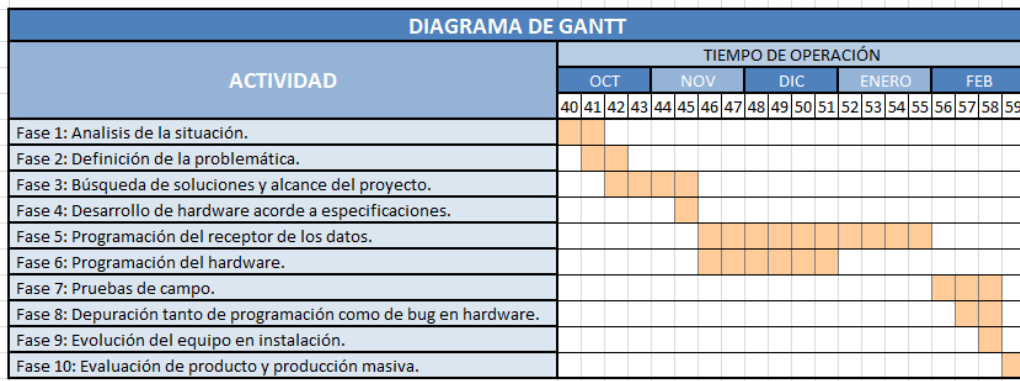 DIAGRAMA DE GANTT
TIEMPO DE OPERACIÓN
ACTIVIDAD
OCT NOV DIC ENERO FEB
40 41 42 43 44 45 46 47 48 49 50 51 52 53 54 55 56 57 58 59
Fase 1: Analisis de la situación.
Fase 2: Definición de la problemática.
Fase 3: Búsqueda de soluciones y alcance del proyecto.
Fase 4: Desarrollo de hardware acorde a especificaciones.
Fase 5: Programación del receptor de los datos.
Fase 6: Programación del hardware.
Fase 7: Pruebas de campo.
Fase 8: Depuración tanto de programación como de bug en hardware.
Fase 9: Evolución del equipo en instalación.
Fase 10: Evaluación de producto y producción masiva.